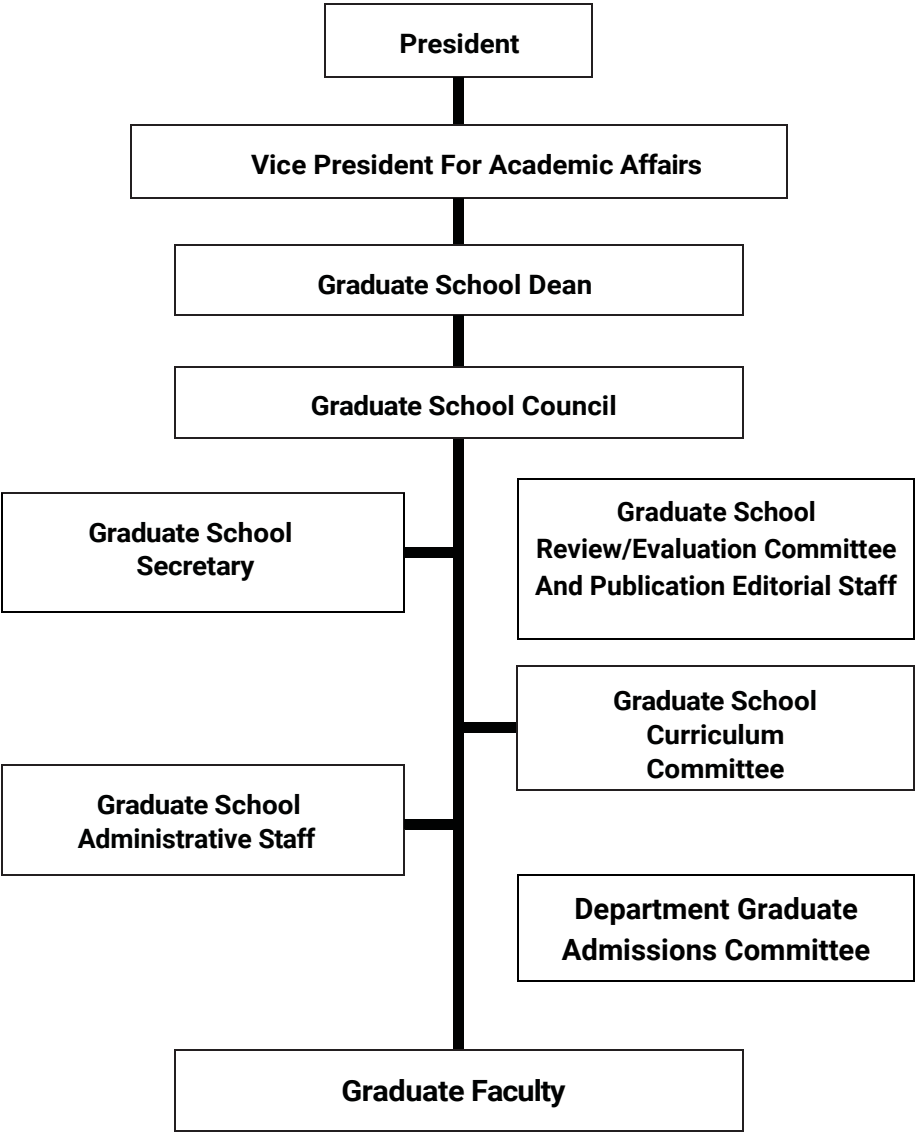 President
Vice President For Academic Affairs
Graduate School Dean
Graduate School Council
Graduate School
Secretary
Graduate School
Review/Evaluation Committee
And Publication Editorial Staff
Graduate School
Curriculum
Committee
Graduate School
Administrative Staff
Department Graduate
Admissions Committee
Graduate Faculty